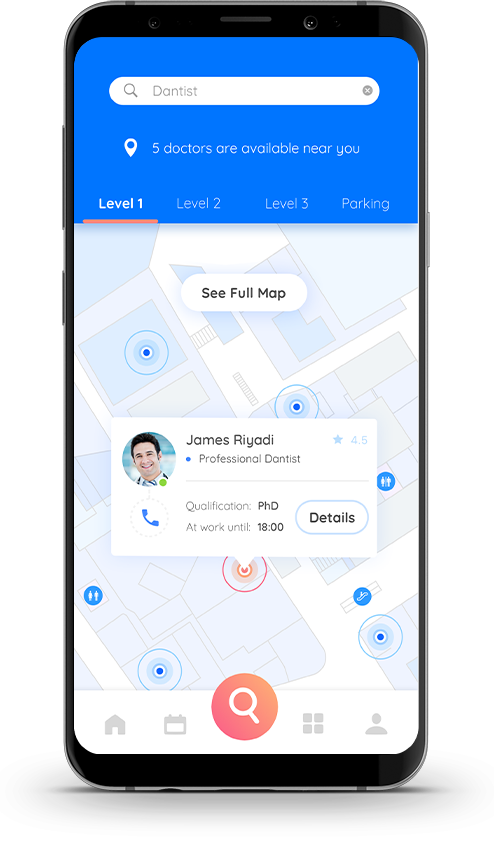 Dantist
5 doctors are available near you
Level 1 Level 2 Level 3 Parking
See Full Map
James Riyadi 4.5
Professional Dantist
Qualification: PhD
At work until: 18:00
Details